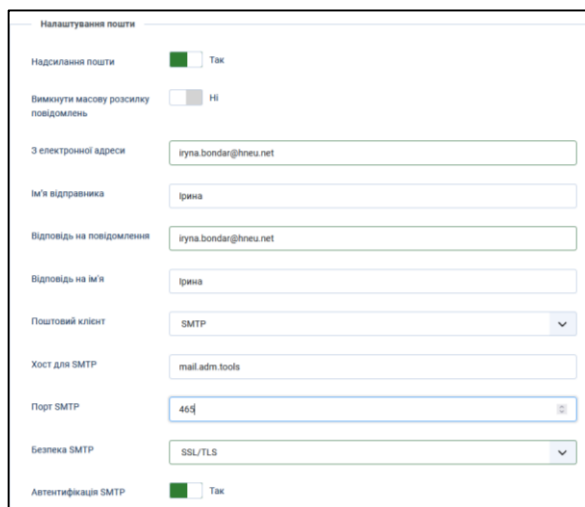 Налаштування пошти
Надсилання пошти
Так
Вимкнути масову розсилку
повідомлень
Ні
З електронної адреси
iryna.bondar@hneu.net
Ім'я відправника
Ірина
Відповідь на повідомлення
iryna.bondar@hneu.net
Відповідь на ім'я
Ірина
Поштовий клієнт
SMTP
Хост для SMTP
mail.adm.tools
Порт SMTP
465
Безпека SMTP
SSL/TLS
Автентифікація SMTP
Так